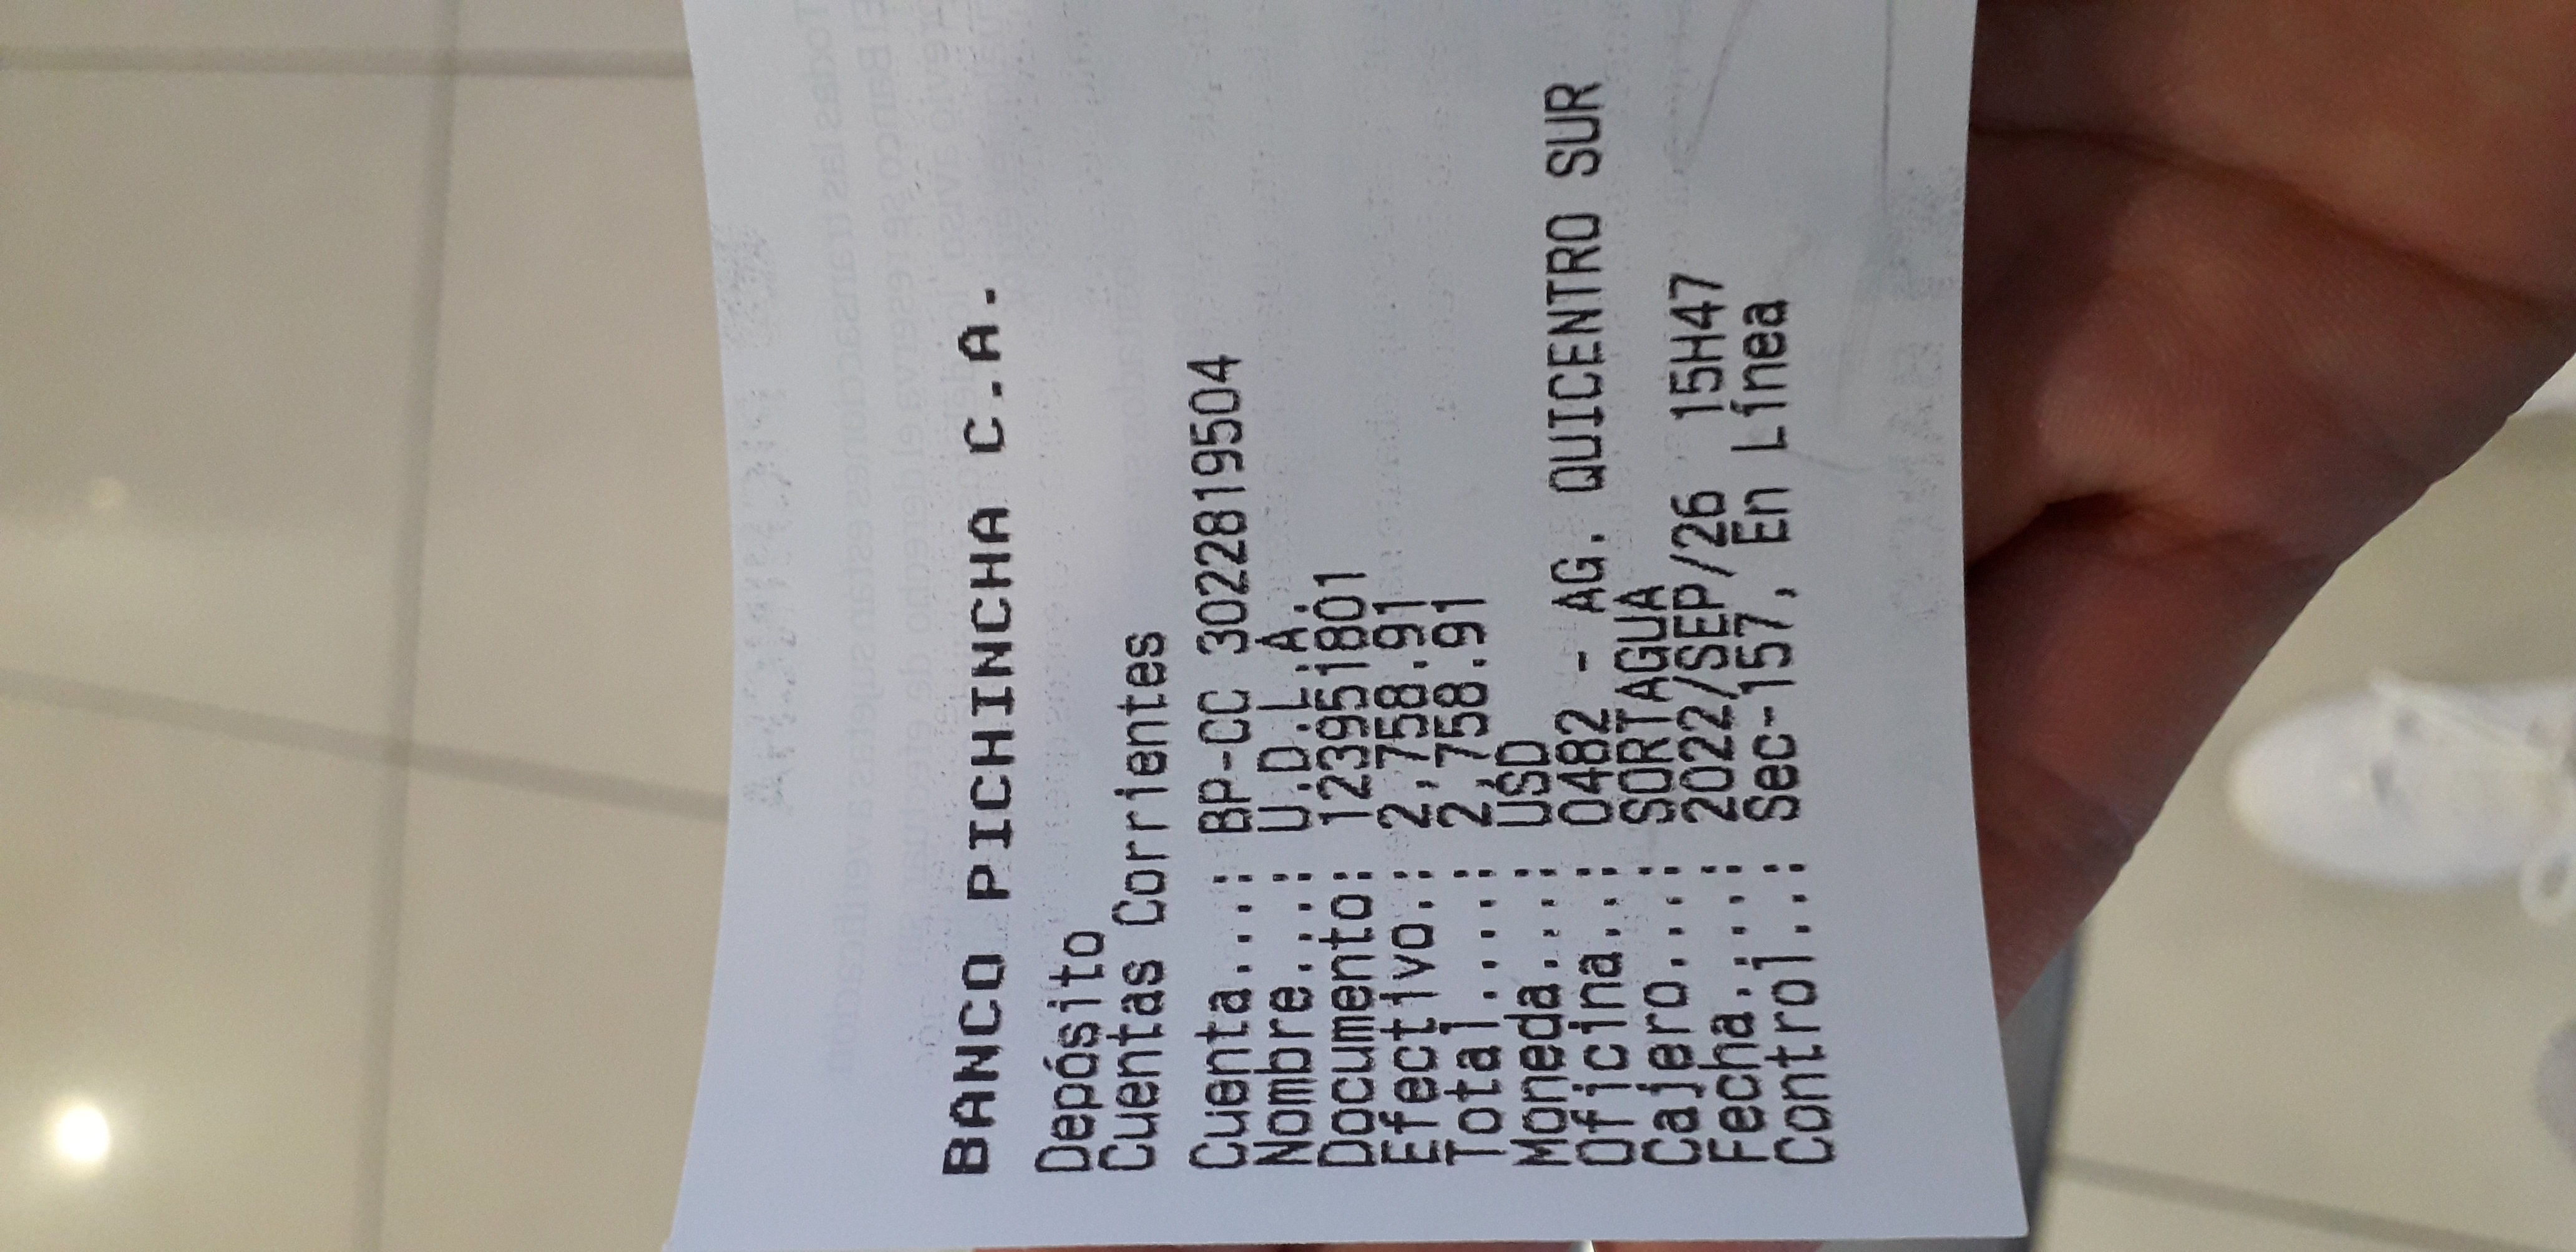 BANCO PICHINCHA C.A.
Depósito
Cuentas Corrientes
Cuenta....: BP-CC 3022819504
Nombre....: U.D.L.A.
Documento: 1239951801
Efectivo.: 2,758.91
Total.....: 2,758.91
Moneda....: USD
Oficina...: 0482 - AG. QUICENTRO SUR
Cajero....: SORTAGUA
Fecha.....: 2022/SEP/26 15H47
Control...: Sec-157, En Línea